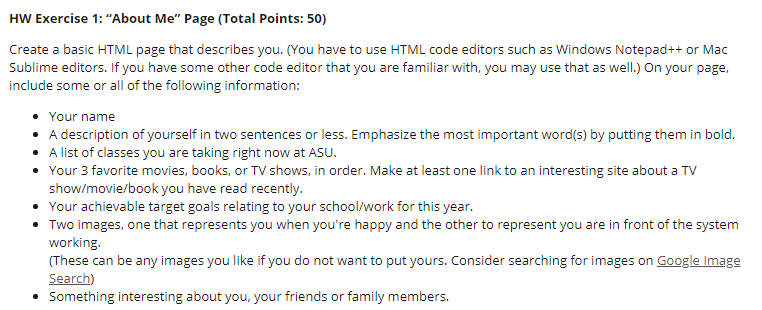 HW Exercise 1: “About Me” Page (Total Points: 50)
Create a basic HTML page that describes you. (You have to use HTML code editors such as Windows Notepad++ or Mac
Sublime editors. If you have some other code editor that you are familiar with, you may use that as well.) On your page,
include some or all of the following information:
• Your name
• A description of yourself in two sentences or less. Emphasize the most important word(s) by putting them in bold.
• A list of classes you are taking right now at ASU.
• Your 3 favorite movies, books, or TV shows, in order. Make at least one link to an interesting site about a TV
show/movie/book you have read recently.
• Your achievable target goals relating to your school/work for this year.
• Two images, one that represents you when you're happy and the other to represent you are in front of the system
working.
(These can be any images you like if you do not want to put yours. Consider searching for images on Google Image
Search)
• Something interesting about you, your friends or family members.